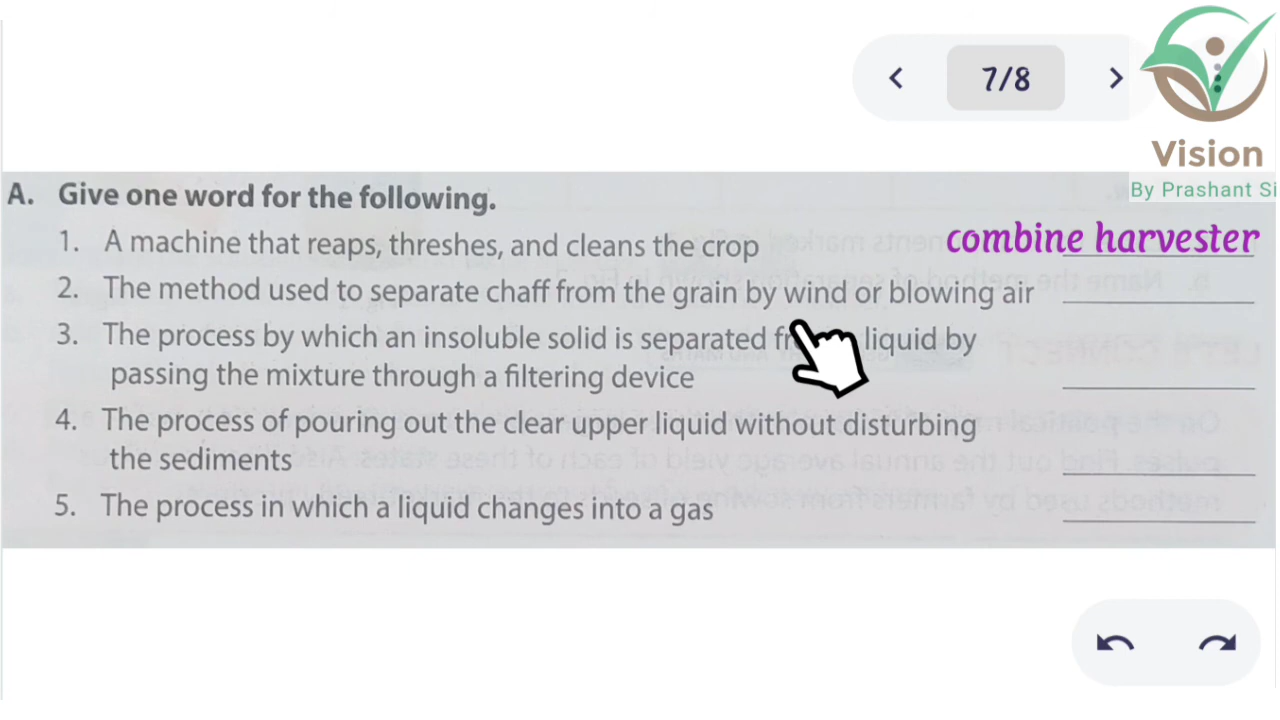 7/8
Vision
By Prashant Si
A. Give one word for the following.
1. A machine that reaps, threshes, and cleans the crop combine harvester
2. The method used to separate chaff from the grain by wind or blowing air
3. The process by which an insoluble solid is separated liquid by
passing the mixture through a filtering device
4. The process of pouring out the clear upper liquid without disturbing
the sediments
5. The process in which a liquid changes into a gas